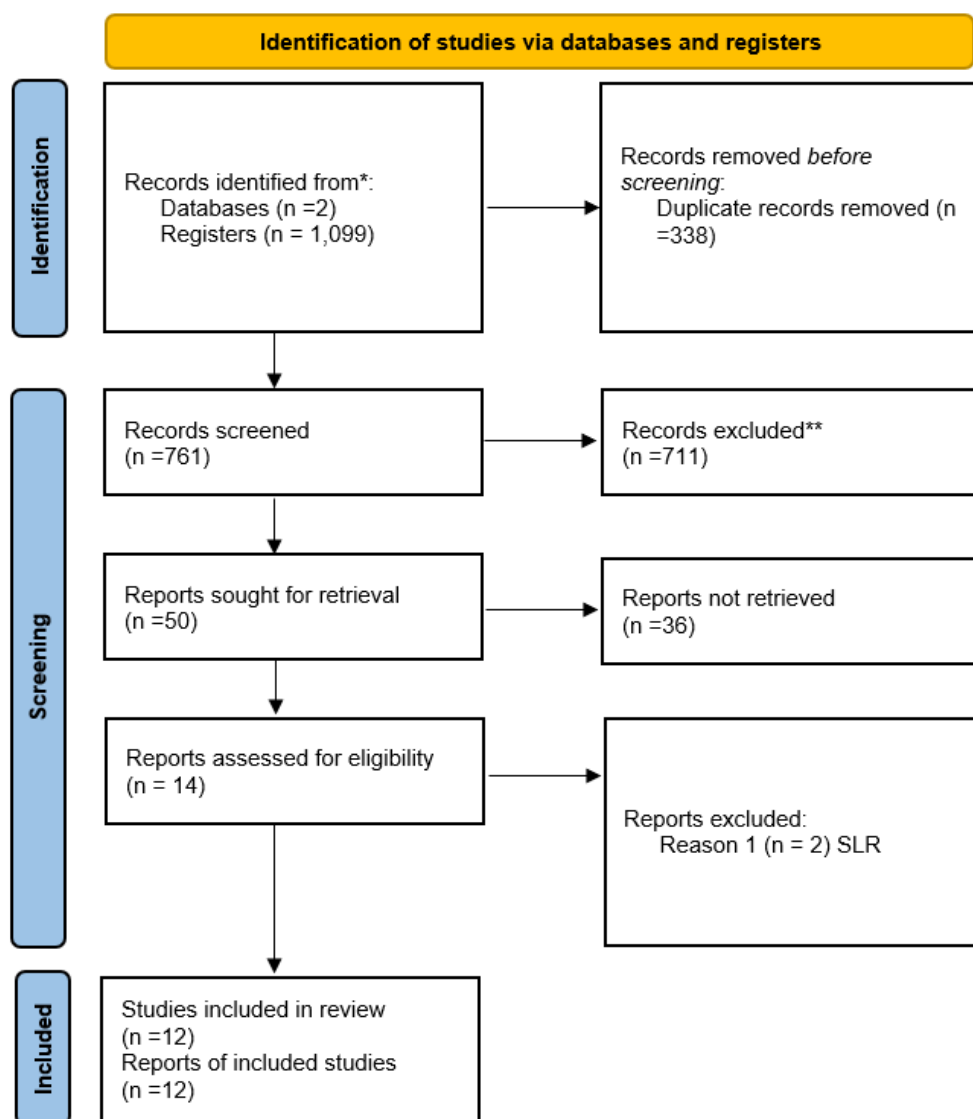 Identification of studies via databases and registers
Identification
Records identified from*:
Databases (n =2)
Registers (n = 1,099)
Records removed before
screening:
Duplicate records removed (n
=338)
Screening
Records screened
(n =761)
Records excluded**
(n =711)
Reports sought for retrieval
(n =50)
Reports not retrieved
(n =36)
Reports assessed for eligibility
(n = 14)
Reports excluded:
Reason 1 (n = 2) SLR
Included
Studies included in review
(n =12)
Reports of included studies
(n =12)